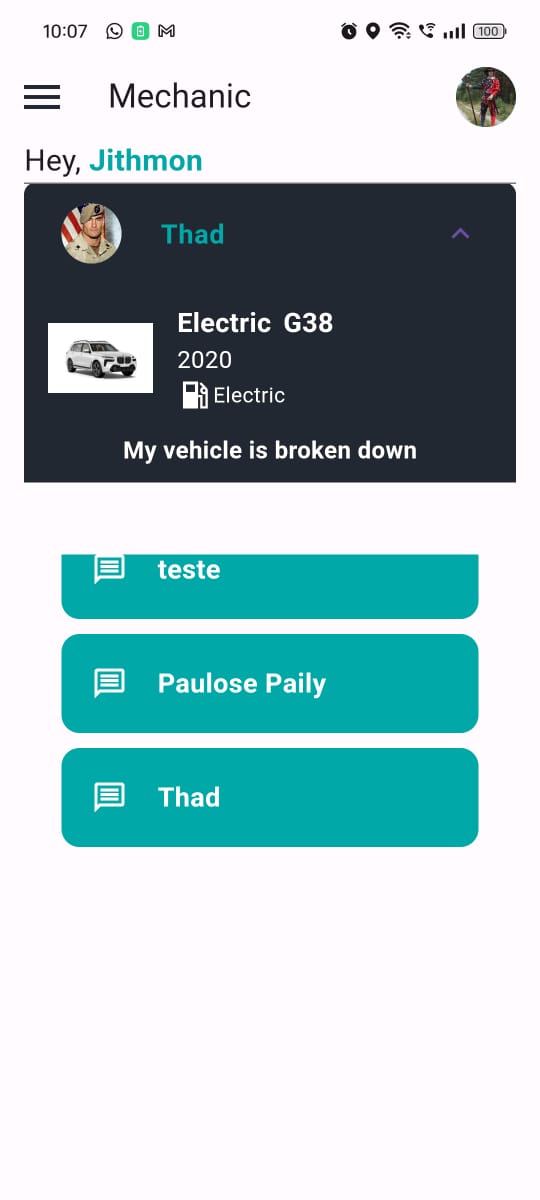 10:07
100
Mechanic
Hey, Jithmon
Thad
Electric G38
2020
Electric
My vehicle is broken down
teste
Paulose Paily
Thad